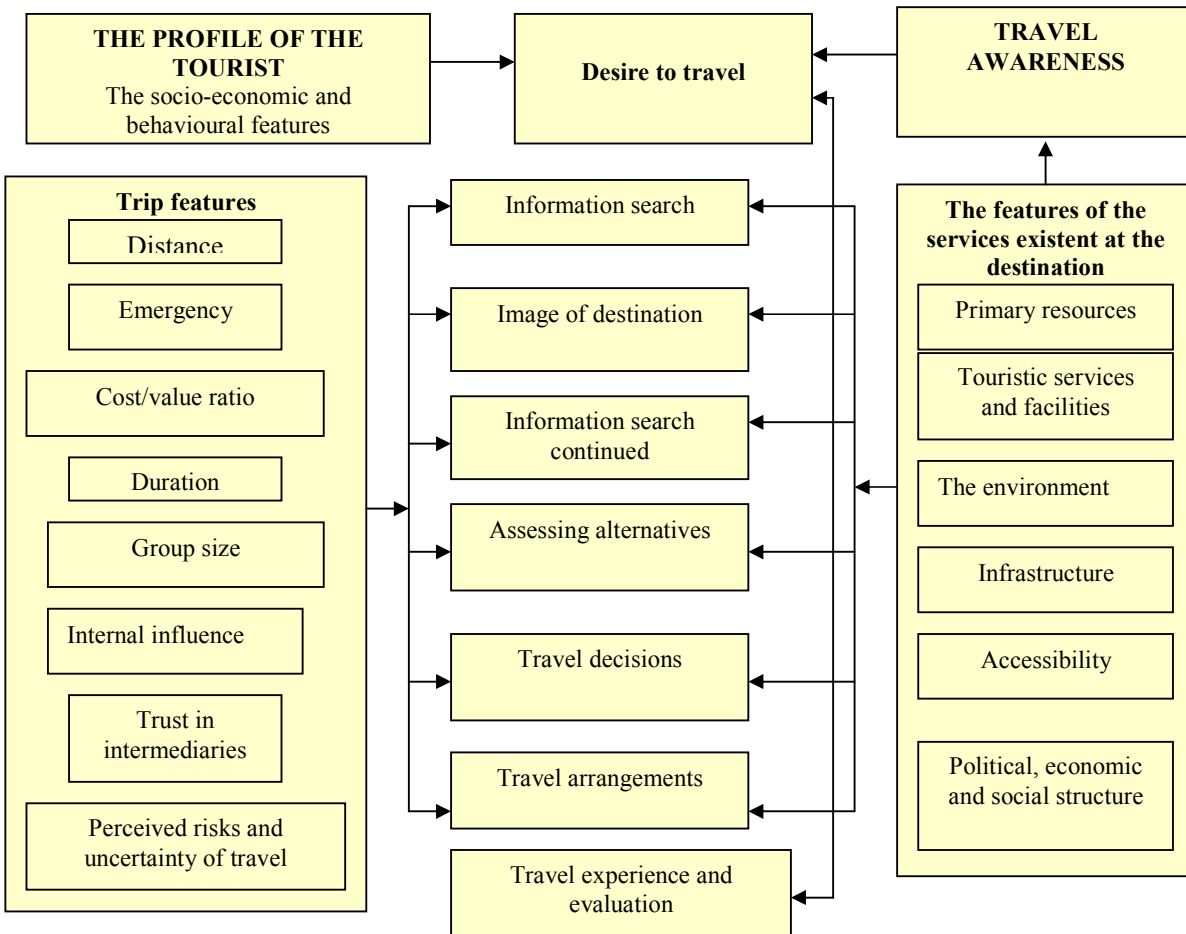 THE PROFILE OF THE
TOURIST
The socio-economic and
behavioural features
Desire to travel
TRAVEL
AWARENESS
Trip features
Distance
Emergency
Cost/value ratio
Duration
Group size
Internal influence
Trust in
intermediaries
Perceived risks and
uncertainty of travel
Information search
Image of destination
Information search
continued
Assessing alternatives
Travel decisions
Travel arrangements
Travel experience and
evaluation
The features of the
services existent at the
destination
Primary resources
Touristic services
and facilities
The environment
Infrastructure
Accessibility
Political, economic
and social structure